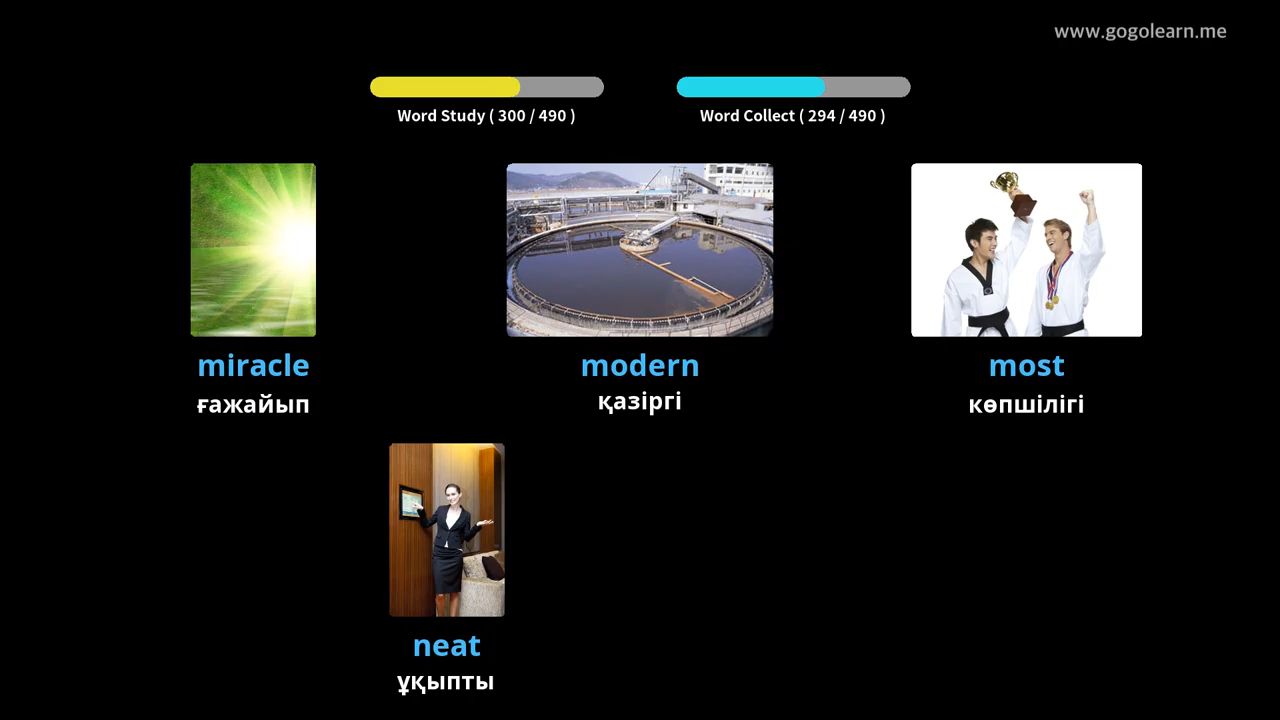 www.gogolearn.me
Word Study ( 300 / 490 )
Word Collect ( 294 / 490 )
miracle
ғажайып
modern
қазіргі
most
көпшілігі
neat
ұқыпты